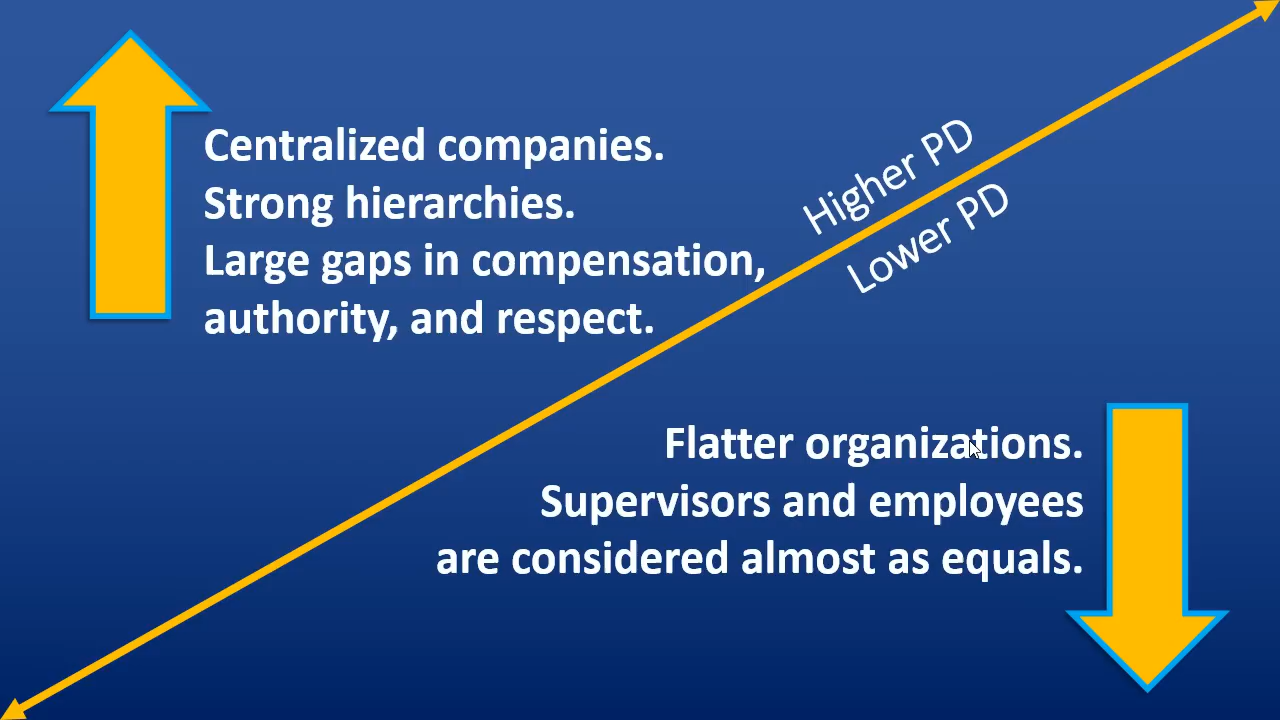 Centralized companies.
Strong hierarchies.
Large gaps in compensation,
authority, and respect.
Higher PD
Lower PD
Flatter organizations.
Supervisors and employees
are considered almost as equals.